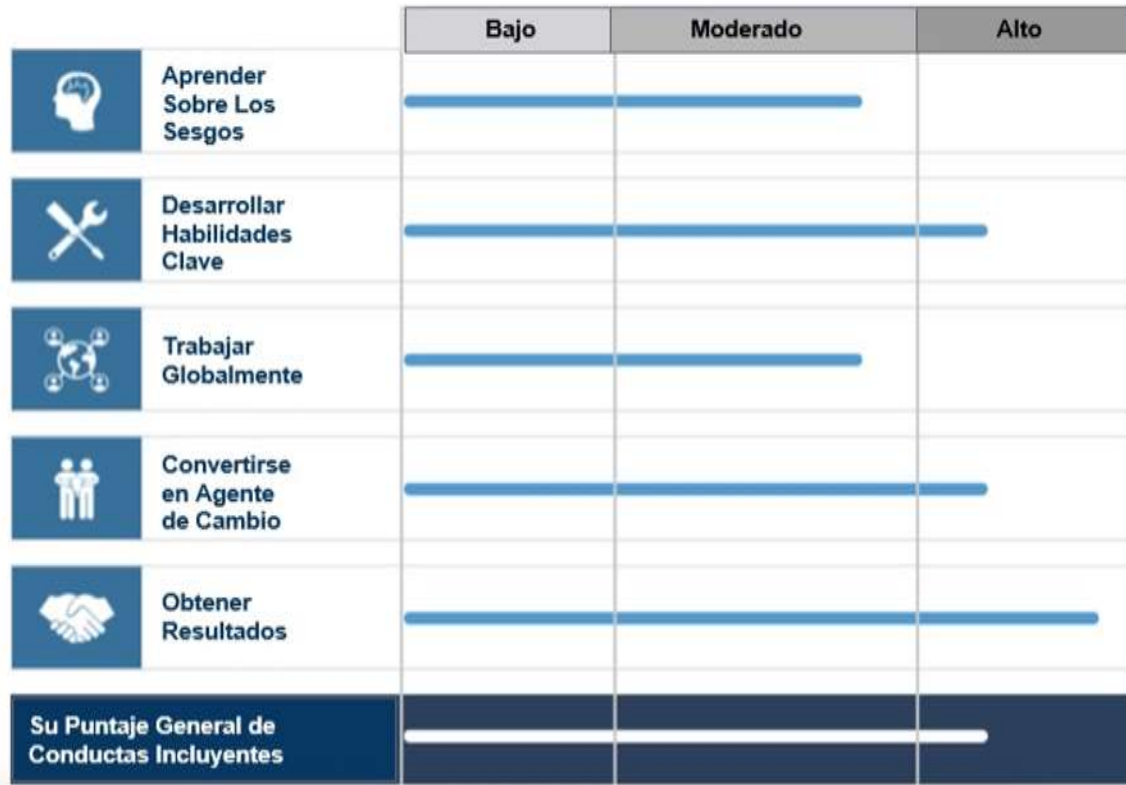 Bajo Moderado Alto
Aprender
Sobre Los
Sesgos
Desarrollar
Habilidades
Clave
Trabajar
Globalmente
Convertirse
en Agente
de Cambio
Obtener
Resultados
Su Puntaje General de
Conductas Incluyentes